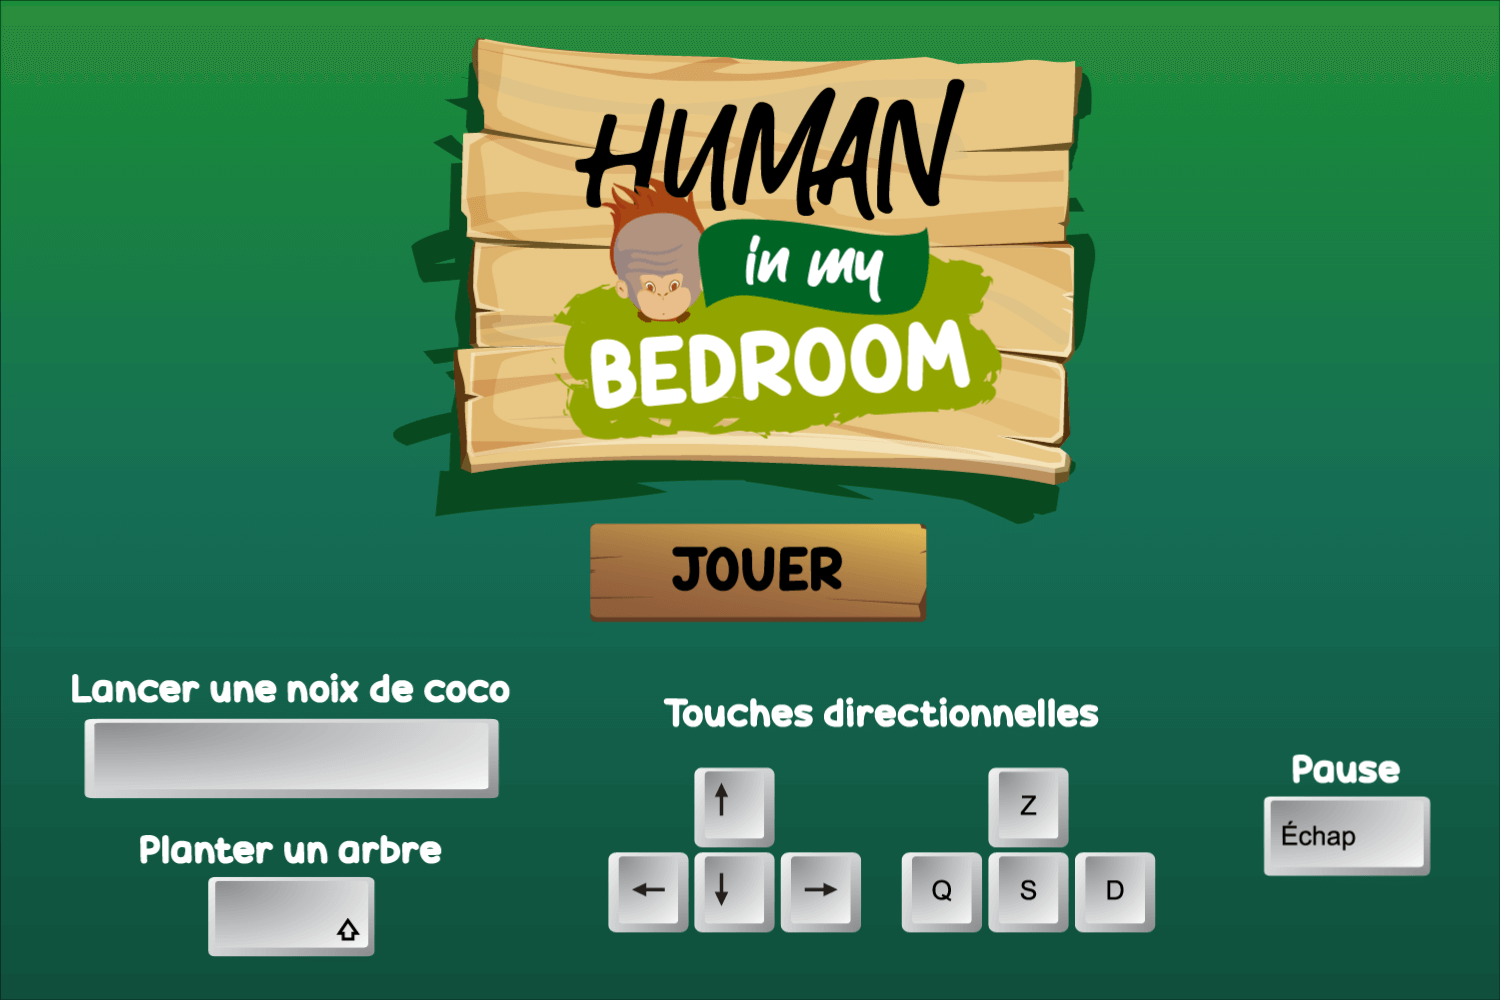 HUMAN
in my
BEDROOM
JOUER
Lancer une noix de coco
Planter un arbre
Touches directionnelles
↑
← ↓ →
Z
Q S D
Pause
Échap